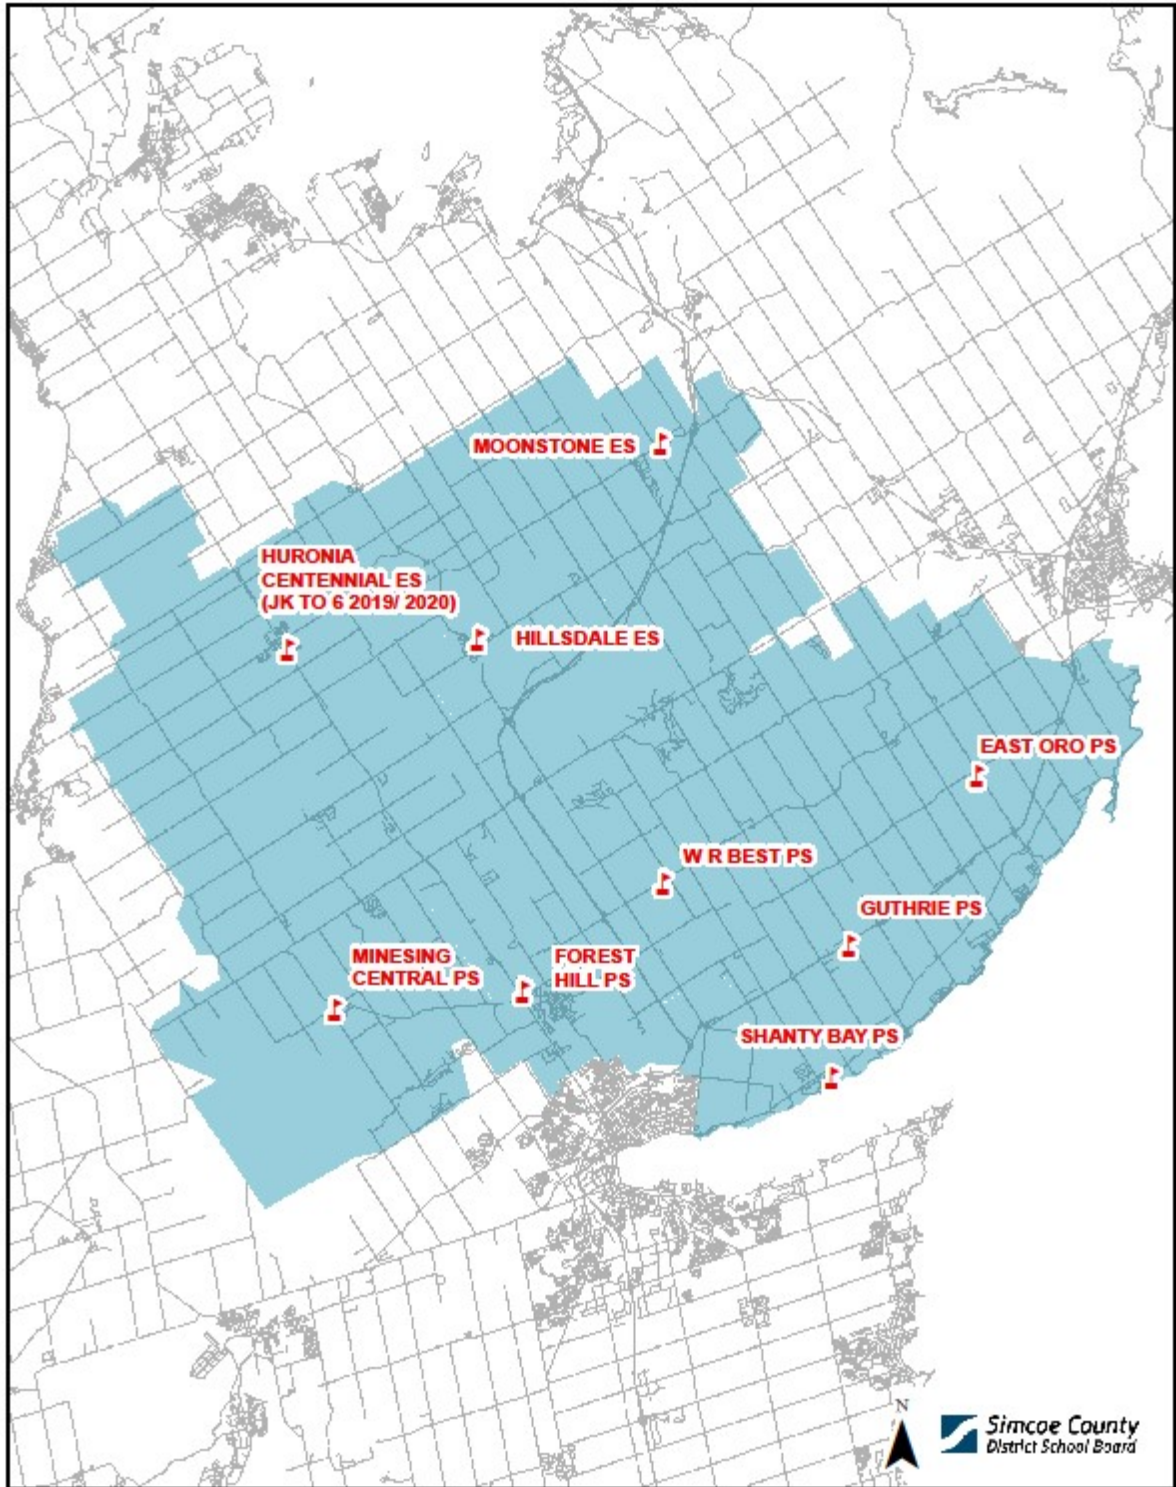 MOONSTONE ES
HURONIA
CENTENNIAL ES
(JK TO 6 2019/ 2020)
HILLSDALE ES
EAST ORO PS
W R BEST PS
GUTHRIE PS
MINESING
CENTRAL PS
FOREST
HILL PS
SHANTY BAY PS
N
Simcoe County
District School Board